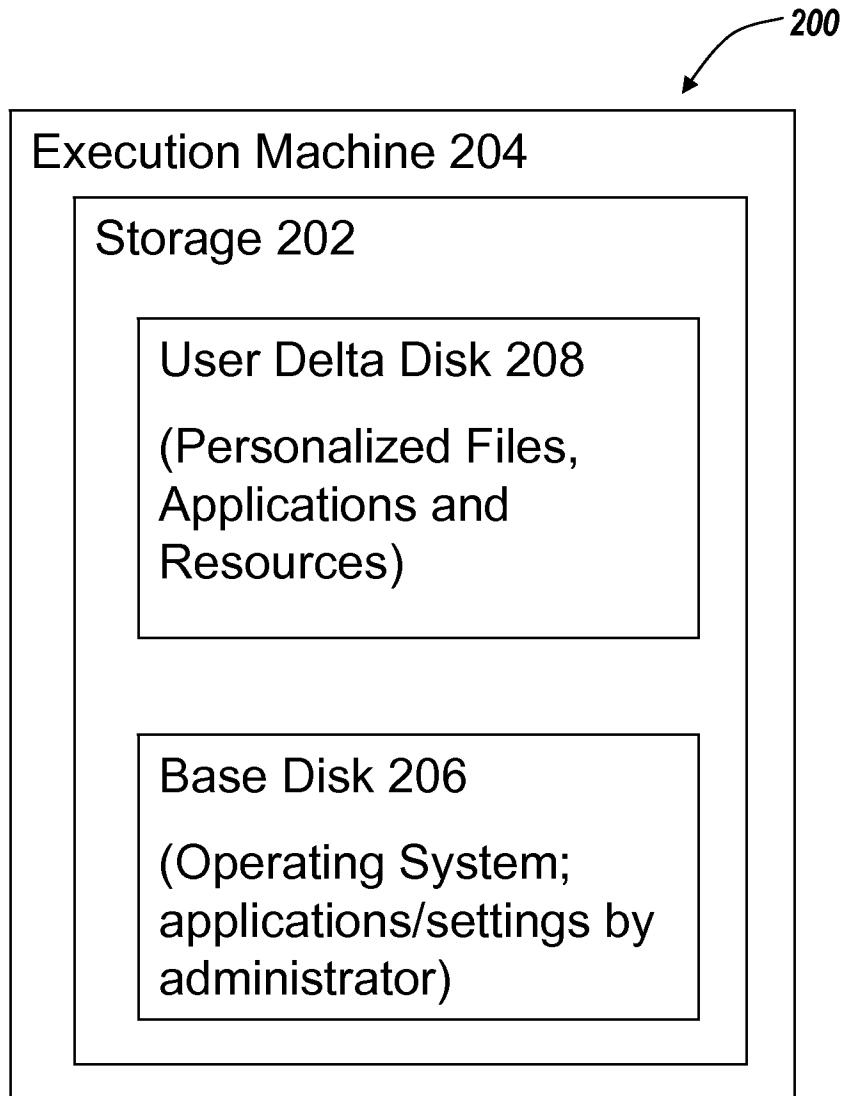 200
Execution Machine 204
Storage 202
User Delta Disk 208
(Personalized Files,
Applications and
Resources)
Base Disk 206
(Operating System;
applications/settings by
administrator)